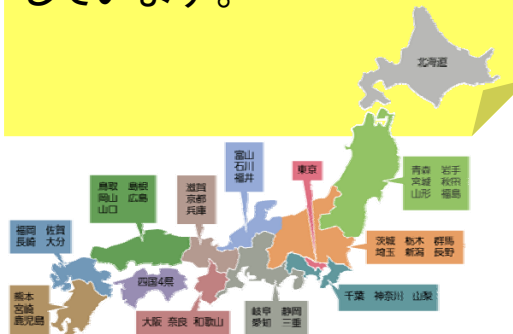 しています。
北海道
青森 岩手
宮城 秋田
山形 福島
富山
石川
福井
東京
鳥取 島根
岡山 広島
山口
滋賀
京都
兵庫
福岡 佐賀
長崎 大分
茨城 栃木 群馬
埼玉 新潟 長野
四国4県
熊本
宮崎
鹿児島
大阪 奈良 和歌山
岐阜 静岡
愛知 三重
千葉 神奈川 山梨